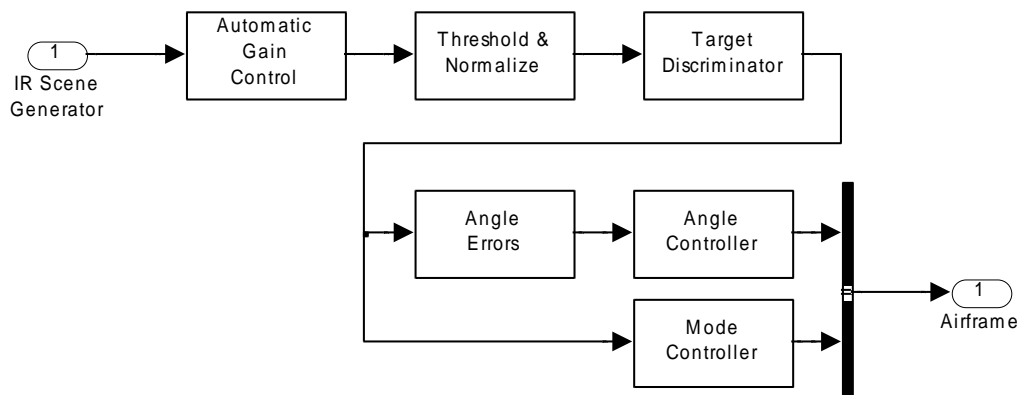 1
IR Scene
Generator
Automatic
Gain
Control
Threshold &
Normalize
Target
Discriminator
Angle
Errors
Angle
Controller
Mode
Controller
1
Airframe